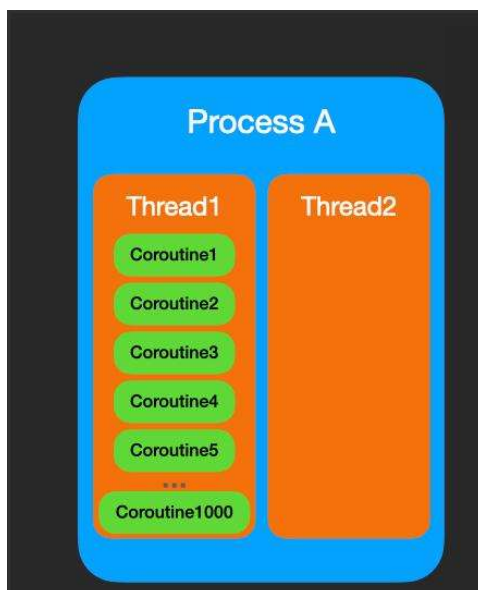 Process A
Thread1
Thread2
Coroutine1
Coroutine2
Coroutine3
Coroutine4
Coroutine5
...
Coroutine1000